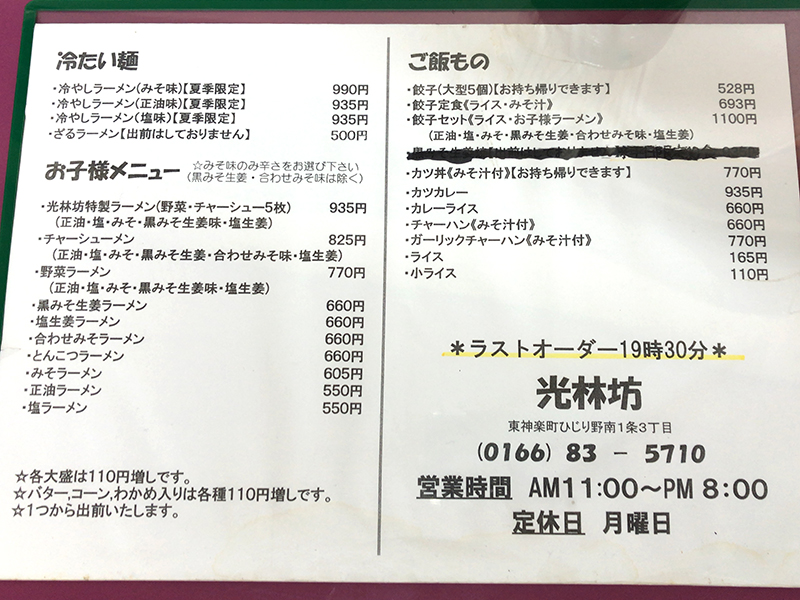 冷たい麺
・冷やしラーメン(みそ味)【夏季限定】 990円
・冷やしラーメン(正油味)【夏季限定】 935円
・冷やしラーメン(塩味)【夏季限定】 935円
・ざるラーメン【出前はしておりません】 500円
お子様メニュー ☆みそ味のみ辛さをお選び下さい
(黒みそ生姜・合わせみそ味は除く)
・光林坊特製ラーメン(野菜・チャーシュー5枚) 935円
(正油・塩・みそ・黒みそ生姜味・塩生姜)
・チャーシューメン 825円
(正油・塩・みそ・黒みそ生姜・合わせみそ味・塩生姜)
・野菜ラーメン 770円
(正油・塩・みそ・黒みそ生姜味・塩生姜)
・黒みそ生姜ラーメン 660円
・塩生姜ラーメン 660円
・合わせみそラーメン 660円
・とんこつラーメン 660円
・みそラーメン 605円
・正油ラーメン 550円
・塩ラーメン 550円
☆各大盛は110円増しです。
☆バター,コーン,わかめ入りは各種110円増しです。
☆1つから出前いたします。
ご飯もの
・餃子(大型5個)【お持ち帰りできます】 528円
・餃子定食《ライス・みそ汁》 693円
・餃子セット《ライス・お子様ラーメン》 1100円
(正油・塩・みそ・黒みそ生姜・合わせみそ味・塩生姜)
・カツ丼《みそ汁付》【お持ち帰りできます】 770円
・カツカレー 935円
・カレーライス 660円
・チャーハン《みそ汁付》 660円
・ガーリックチャーハン《みそ汁付》 770円
・ライス 165円
・小ライス 110円
＊ラストオーダー19時30分＊
光林坊
東神楽町ひじり野南1条3丁目
(0166) 83 － 5710
営業時間 AM11:00～PM 8:00
定休日 月曜日